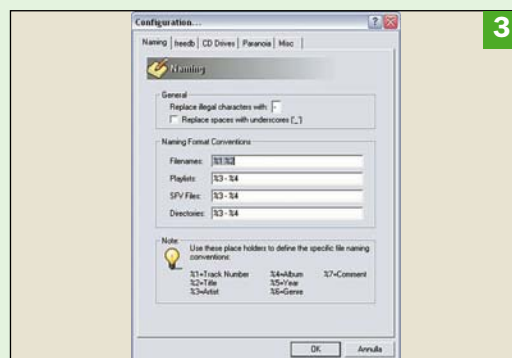 3
Configuration...
Naming freedb CD Drives Paranoia Misc
Naming
General
Replace illegal characters with: -
Replace spaces with underscores ('_')
Naming Format Conventions
Filenames: %1 %2
Playlists: %3 - %4
SFV Files: %3 - %4
Directories: %3 - %4
Note:
Use these place holders to define the specific file naming
conventions:
%1=Track Number %4=Album %7=Comment
%2=Title %5=Year
%3=Artist %6=Genre
OK Annulla